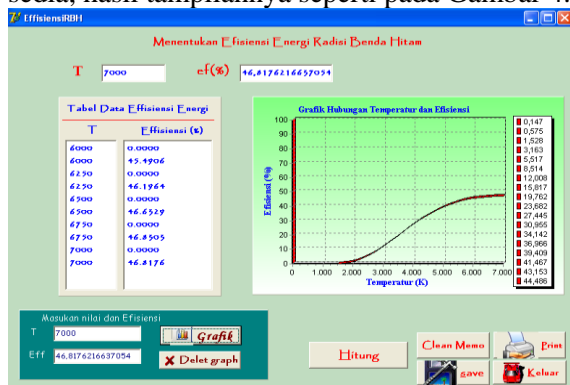 sedia, hasil tampilannya seperti pada Gambar 4.
EffisiensiRBH
Menentukan Efisiensi Energi Radisi Benda Hitam
T 7000 ef(%) 46,8176216637054
Tabel Data Effisiensi Energi
T Effisiensi (%)
6000 0.0000
6000 45.4906
6250 0.0000
6250 46.1964
6500 0.0000
6500 46.6529
6750 0.0000
6750 46.8505
7000 0.0000
7000 46.8176
Grafik Hubungan Temperatur dan Efisiensi
Efisiensi (%)
100
90
80
70
60
50
40
30
20
10
0
0 1.000 2.000 3.000 4.000 5.000 6.000 7.000
Temperatur (K)
0,147
0,575
1,528
3,163
5,517
8,514
12,008
15,817
19,762
23,682
27,445
30,955
34,142
36,966
39,409
41,467
43,153
44,486
Masukan nilai dan Efisiensi
T 7000
Eff 46,8176216637054
Grafik
Delet graph
Hitung
Clean Memo
Print
save
Keluar